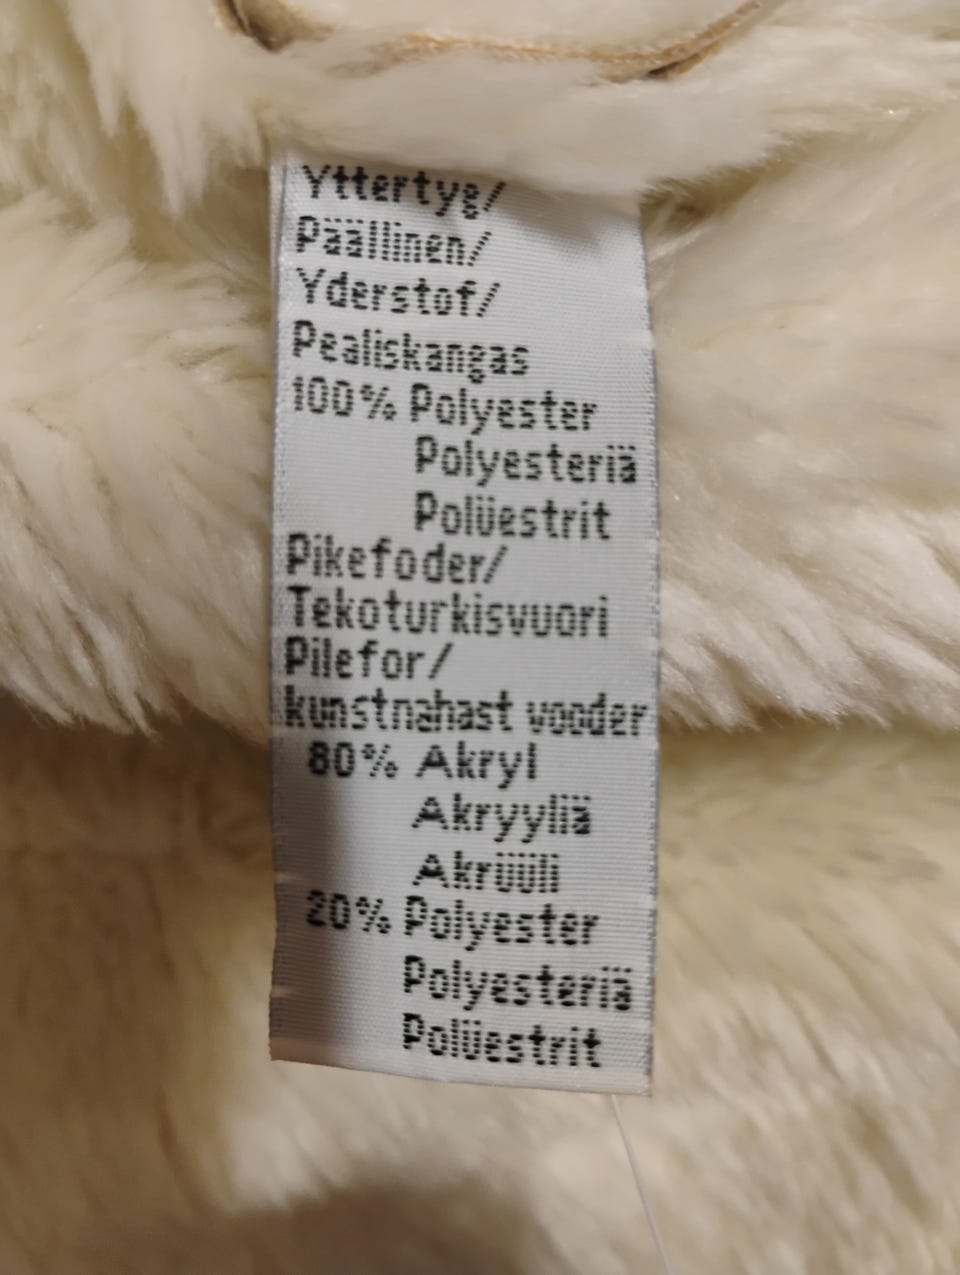 Yttertyg/
Päällinen/
Yderstof/
Pealiskangas
100% Polyester
Polyesteriä
Polüestrit
Pikefoder/
Tekoturkisvuori
Pilefor/
kunstnahast vooder
80% Akryl
Akryyliä
Akrüüli
20% Polyester
Polyesteriä
Polüestrit